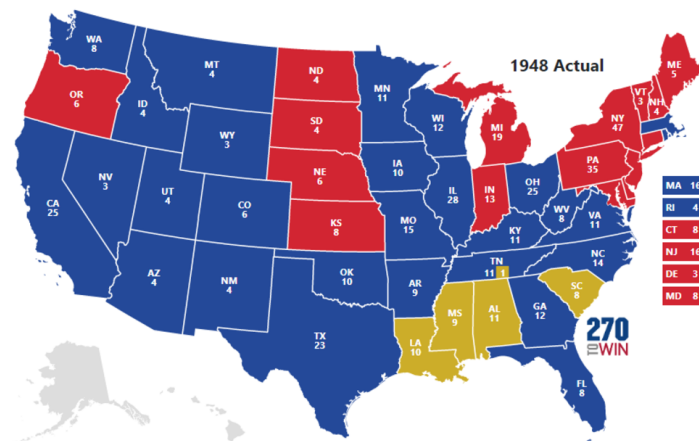 1948 Actual
WA
8
OR
6
CA
25
NV
3
ID
4
MT
4
WY
3
UT
4
CO
6
AZ
4
NM
4
ND
4
SD
4
NE
6
KS
8
OK
10
TX
23
MN
11
IA
10
MO
15
AR
9
LA
10
WI
12
IL
28
MI
19
IN
13
OH
25
KY
11
TN
11 1
MS
9
AL
11
GA
12
FL
8
SC
8
NC
14
VA
11
WV
8
PA
35
NY
47
VT
3
NH
4
ME
5
MA 16
RI 4
CT 8
NJ 16
DE 3
MD 8
270
TO WIN